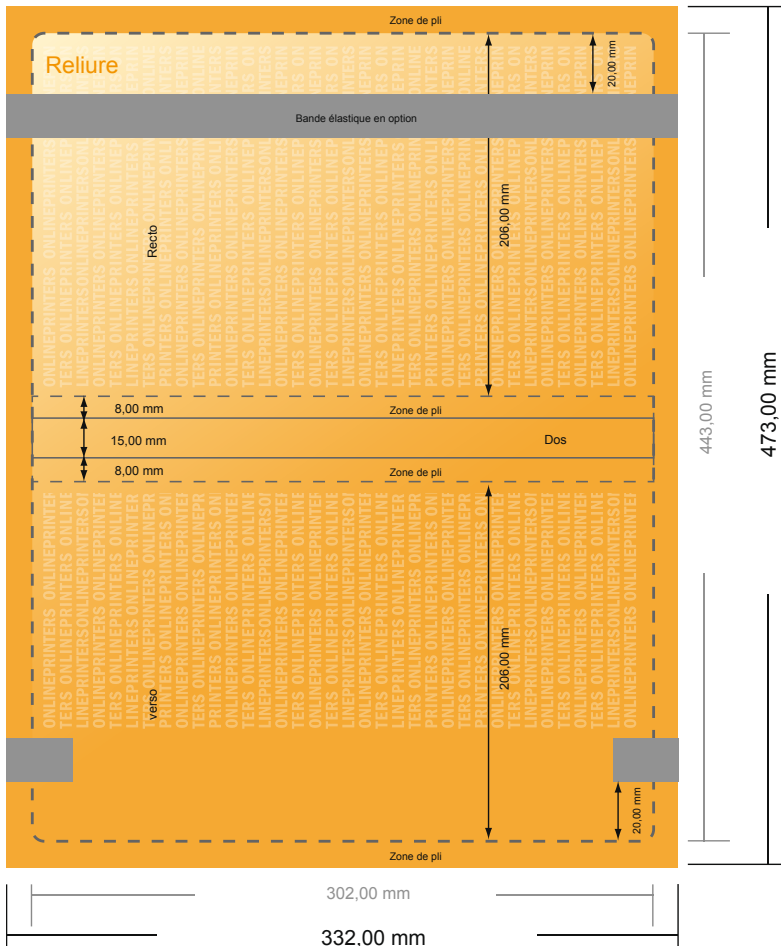 Zone de pli
Reliure
20,00 mm
Bande élastique en option
206,00 mm
Recto
443,00 mm
473,00 mm
8,00 mm
Zone de pli
15,00 mm
Dos
8,00 mm
Zone de pli
ONLINEPRINTERS ONLINEPRINTER
206,00 mm
verso
20,00 mm
Zone de pli
302,00 mm
332,00 mm